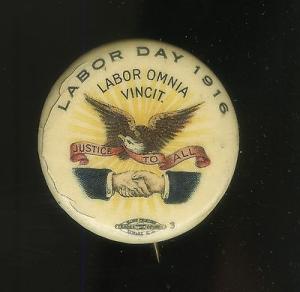 LABOR DAY 1916
LABOR OMNIA
VINCIT.
JUSTICE TO ALL